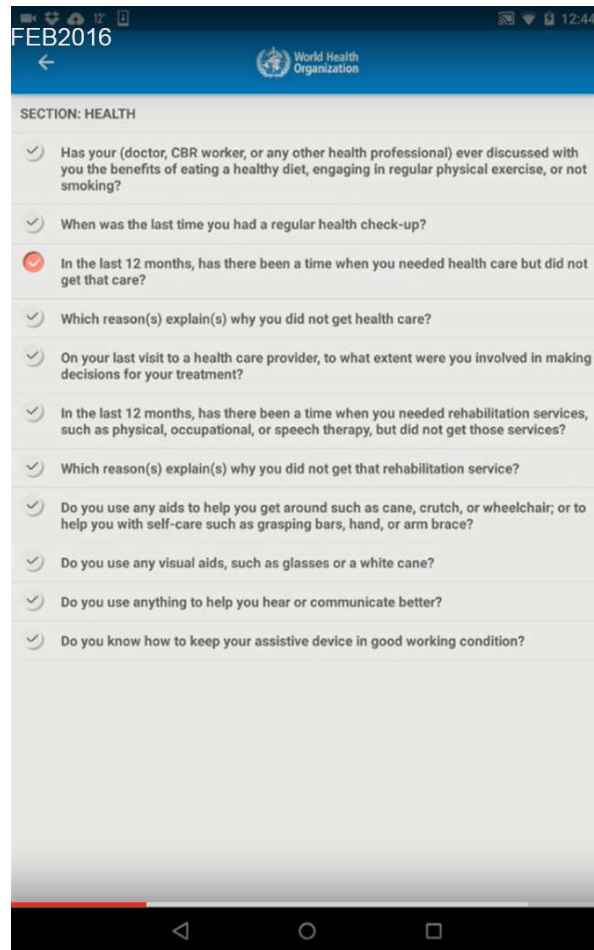 12°
12:44
FEB2016
World Health
Organization
SECTION: HEALTH
Has your (doctor, CBR worker, or any other health professional) ever discussed with
you the benefits of eating a healthy diet, engaging in regular physical exercise, or not
smoking?
When was the last time you had a regular health check-up?
In the last 12 months, has there been a time when you needed health care but did not
get that care?
Which reason(s) explain(s) why you did not get health care?
On your last visit to a health care provider, to what extent were you involved in making
decisions for your treatment?
In the last 12 months, has there been a time when you needed rehabilitation services,
such as physical, occupational, or speech therapy, but did not get those services?
Which reason(s) explain(s) why you did not get that rehabilitation service?
Do you use any aids to help you get around such as cane, crutch, or wheelchair; or to
help you with self-care such as grasping bars, hand, or arm brace?
Do you use any visual aids, such as glasses or a white cane?
Do you use anything to help you hear or communicate better?
Do you know how to keep your assistive device in good working condition?